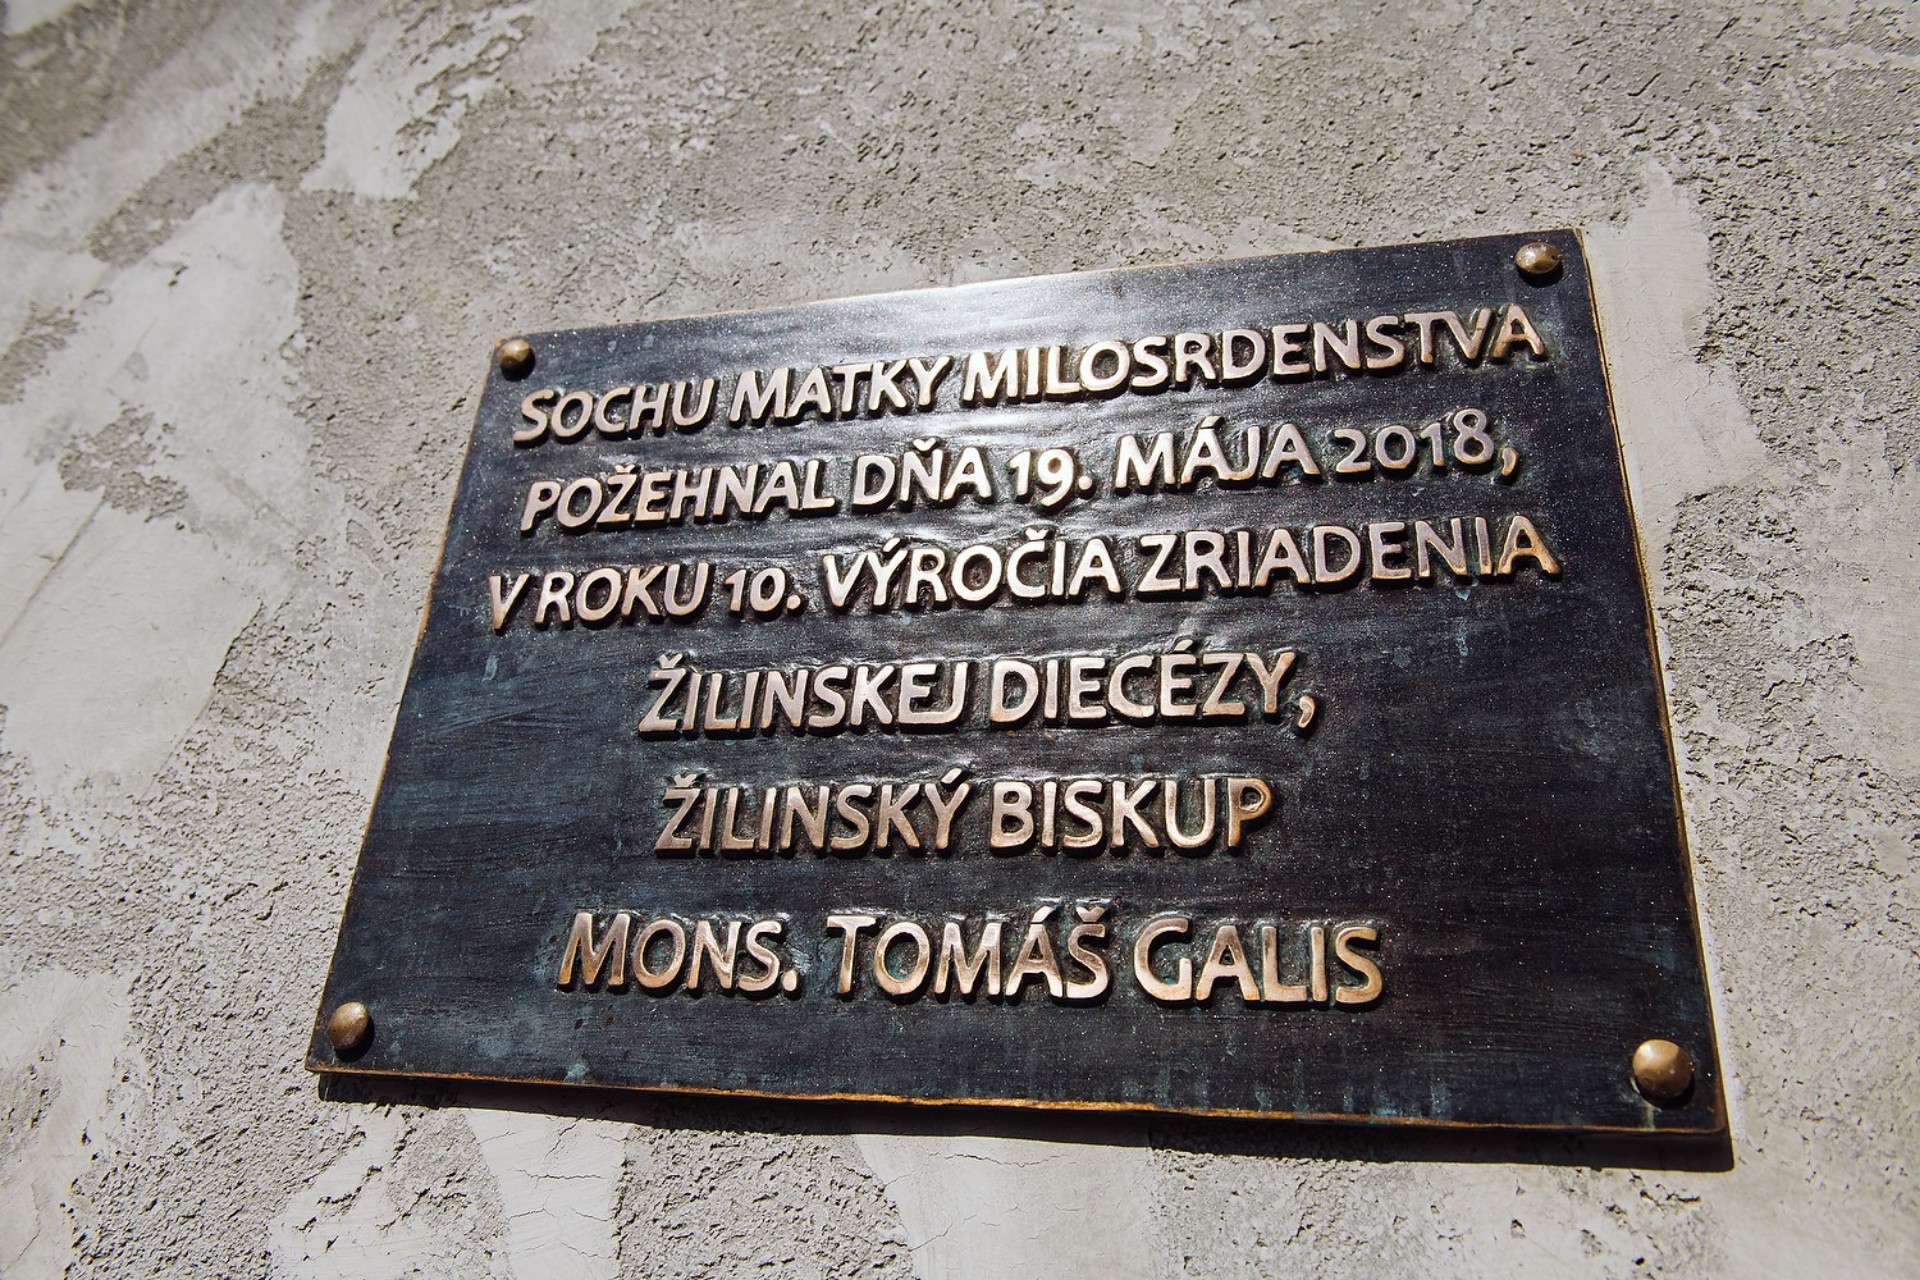 SOCHU MATKY MILOSRDENSTVA
POŽEHNAL DŇA 19. MÁJA 2018,
V ROKU 10. VÝROČIA ZRIADENIA
ŽILINSKEJ DIECÉZY,
ŽILINSKÝ BISKUP
MONS. TOMÁŠ GALIS